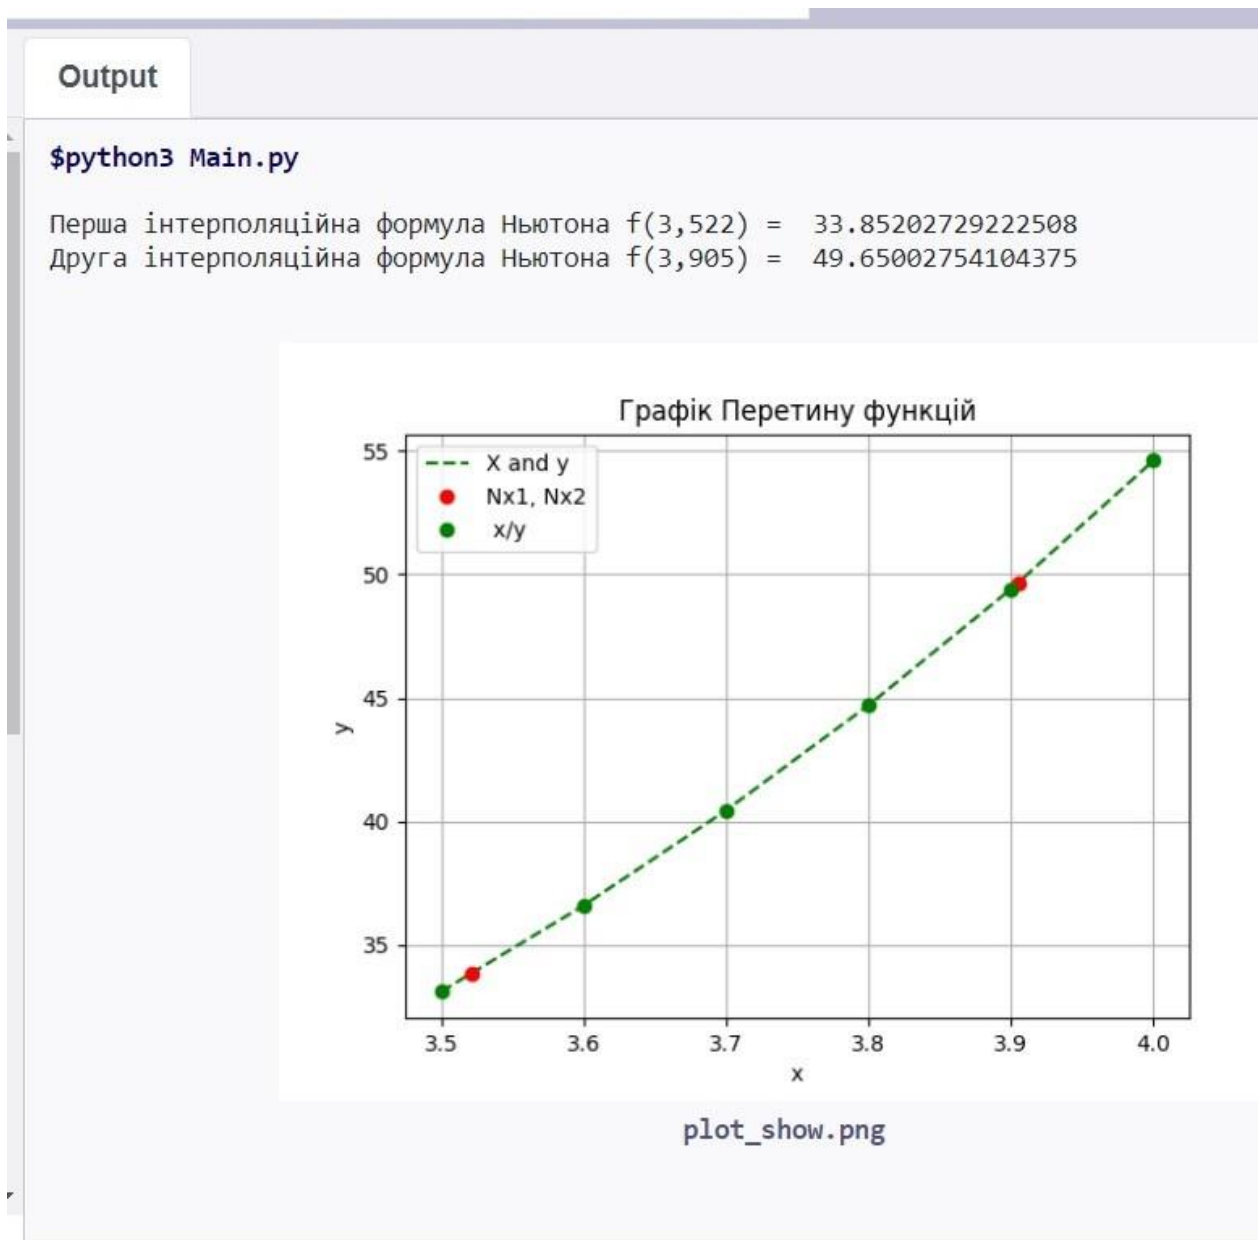 Output
$python3 Main.py
Перша інтерполяційна формула Ньютона f(3,522) =  33.85202729222508
Друга інтерполяційна формула Ньютона f(3,905) =  49.65002754104375
Графік Перетину функцій
55
X and y
Nx1, Nx2
x/y
50
45
y
40
35
3.5 3.6 3.7 3.8 3.9 4.0
x
plot_show.png